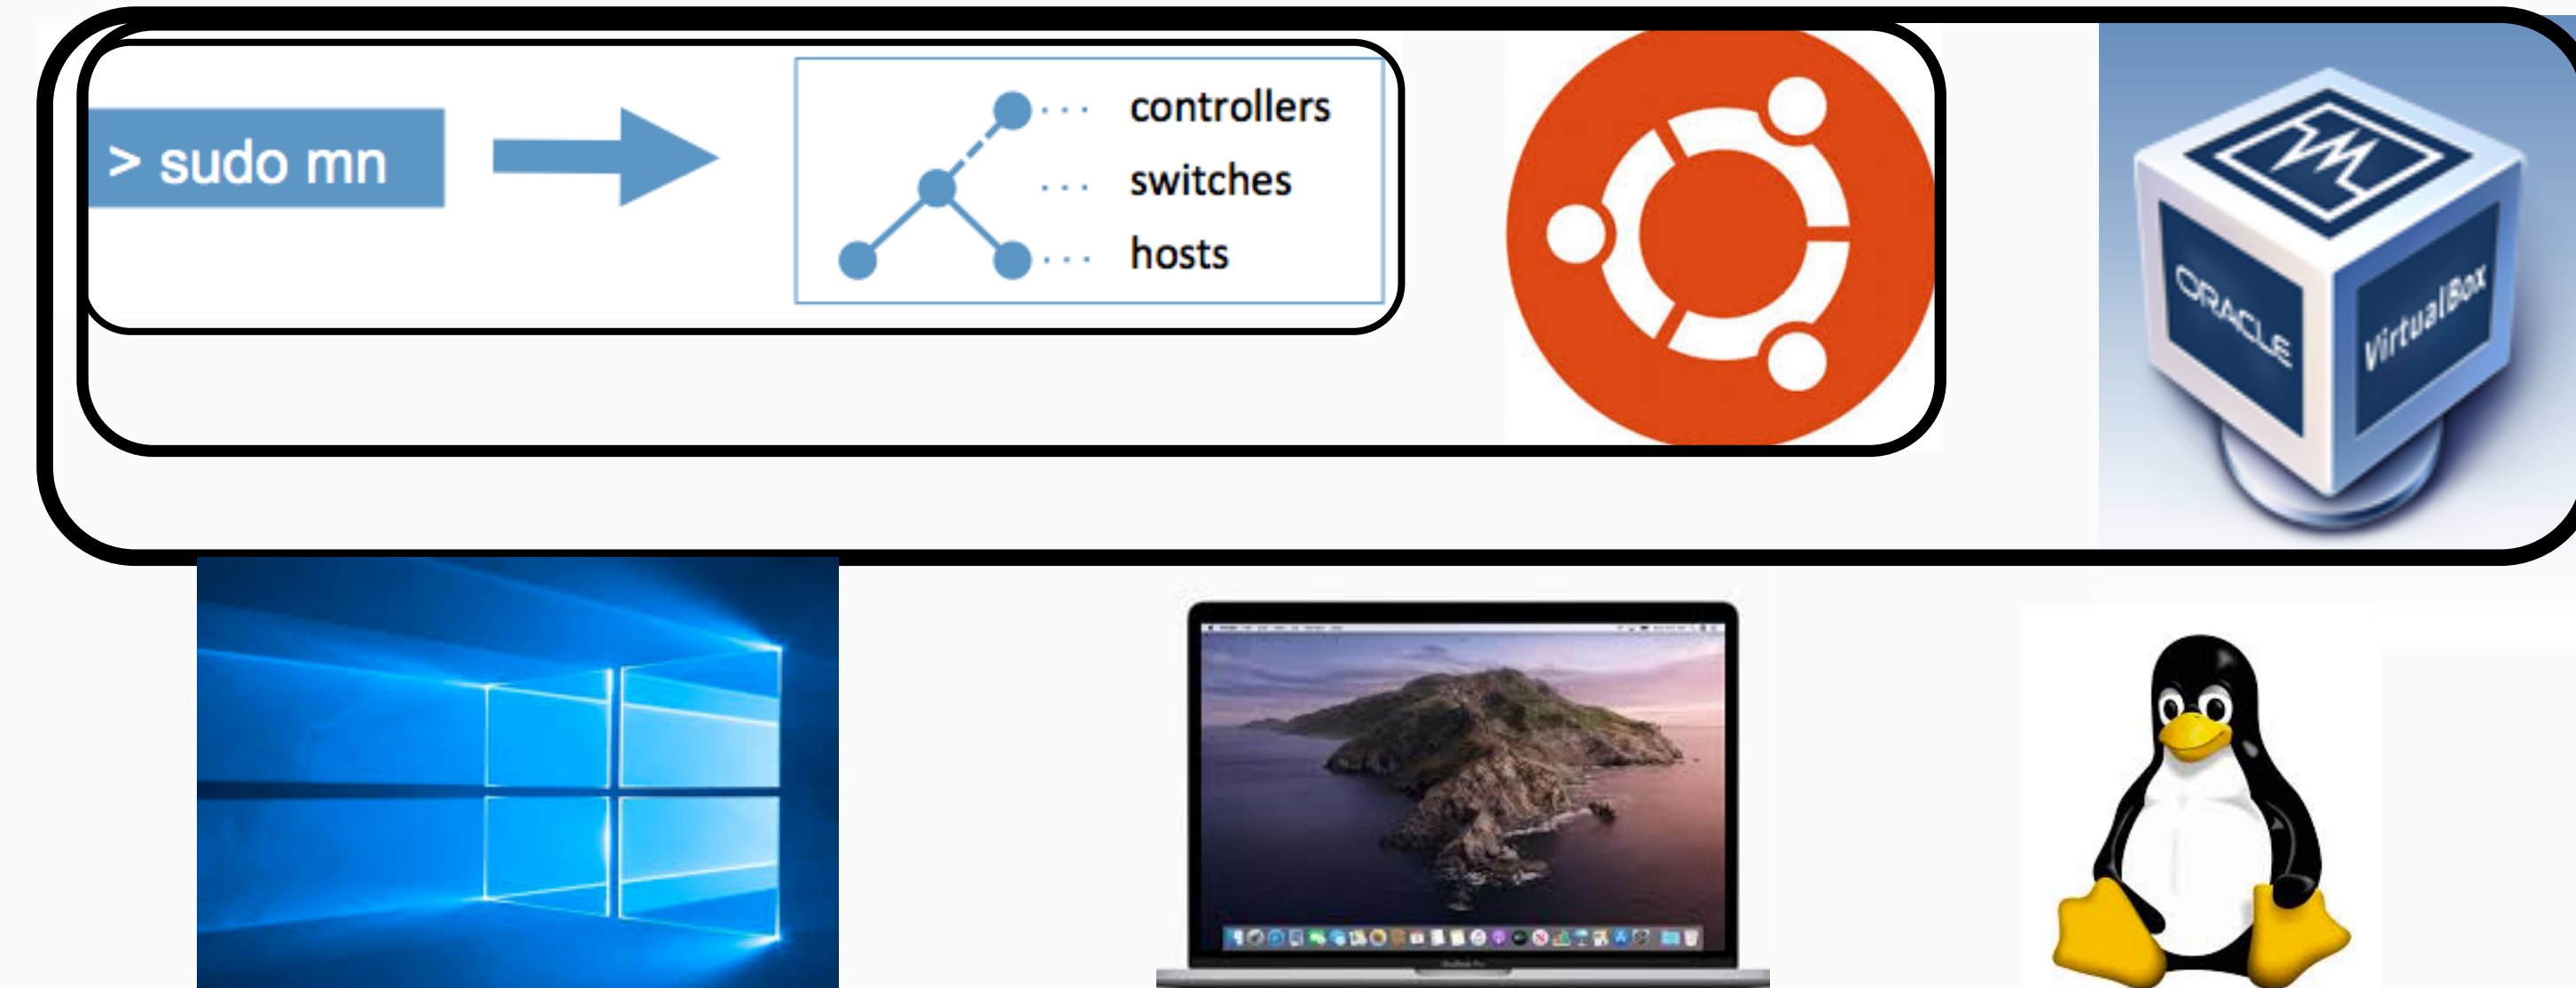 > sudo mn
controllers
switches
hosts
ORACLE
VirtualBox